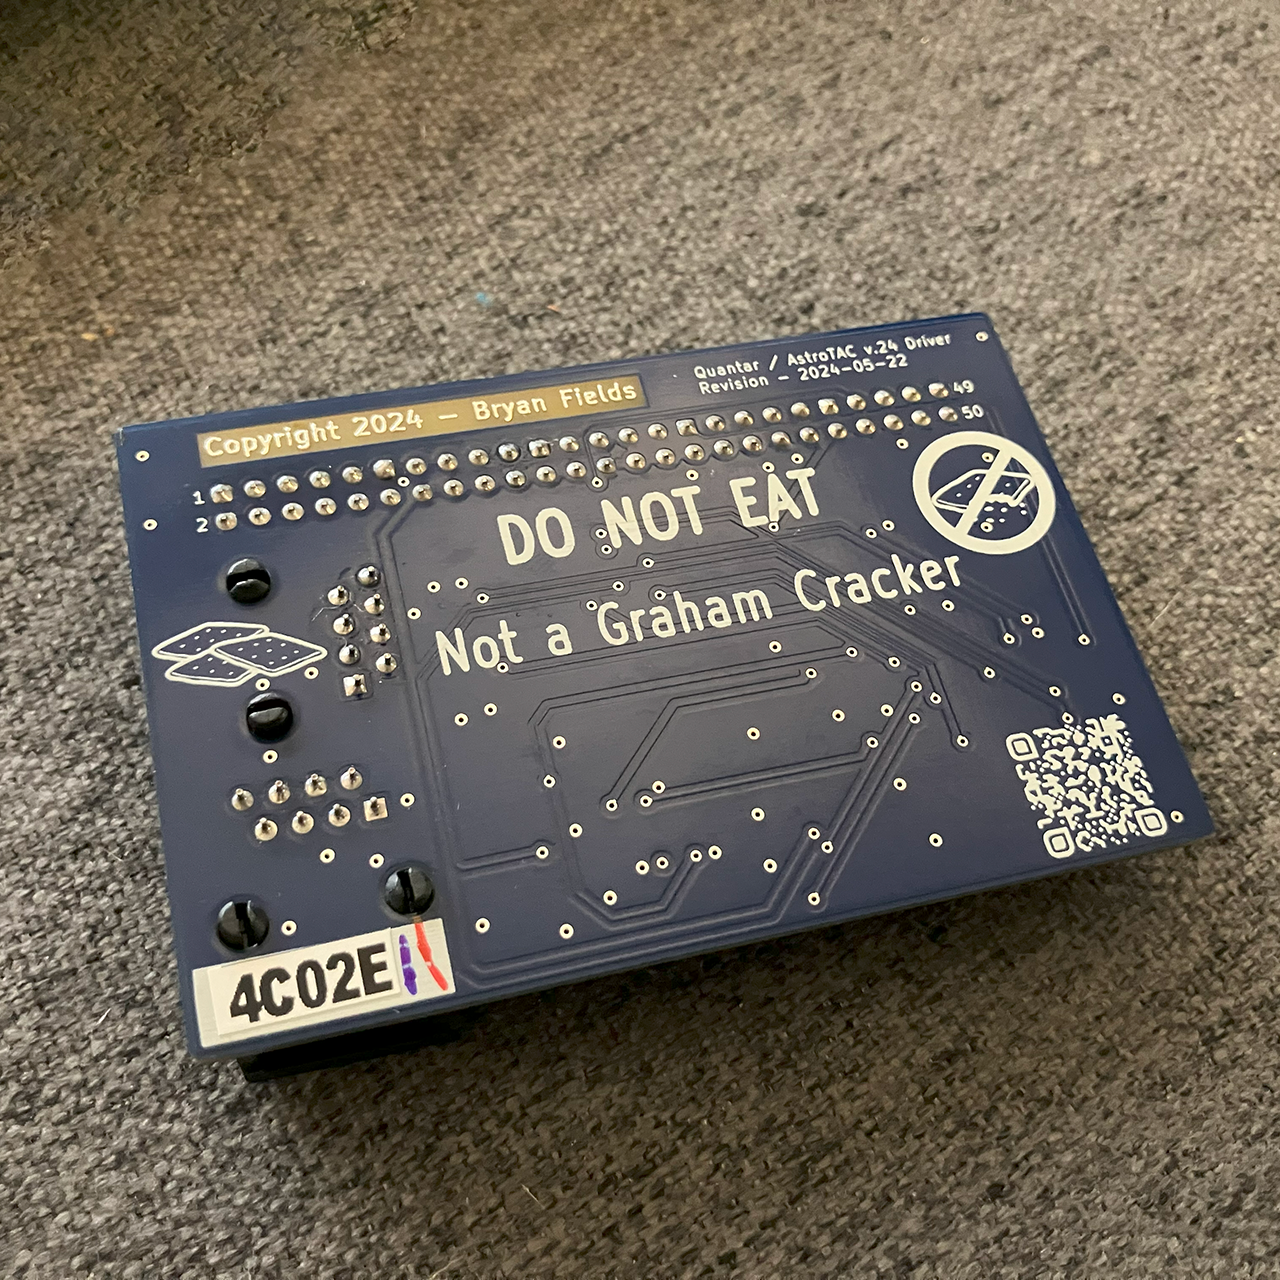 Copyright 2024 - Bryan Fields
Quantar / AstroTAC v.24 Driver
Revision - 2024-05-22
49
50
1
2
DO NOT EAT
Not a Graham Cracker
4C02E